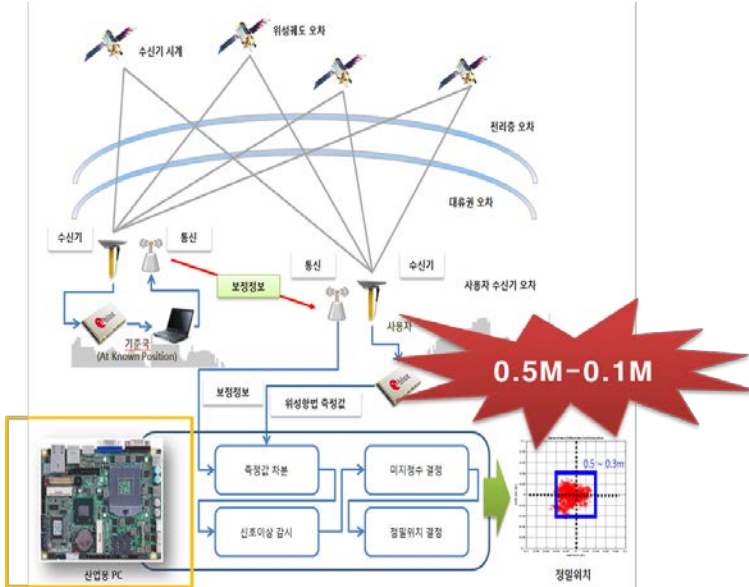 수신기 시계
위성궤도 오차
전리층 오차
대류권 오차
수신기
통신
통신
수신기
보정정보
사용자 수신기 오차
기준국
(At Known Position)
사용자
0.5M-0.1M
보정정보
위성항법 측정값
측정값 차분
미지정수 결정
신호이상 감시
정밀위치 결정
0.5 ~ 0.3m
산업용 PC
정밀위치